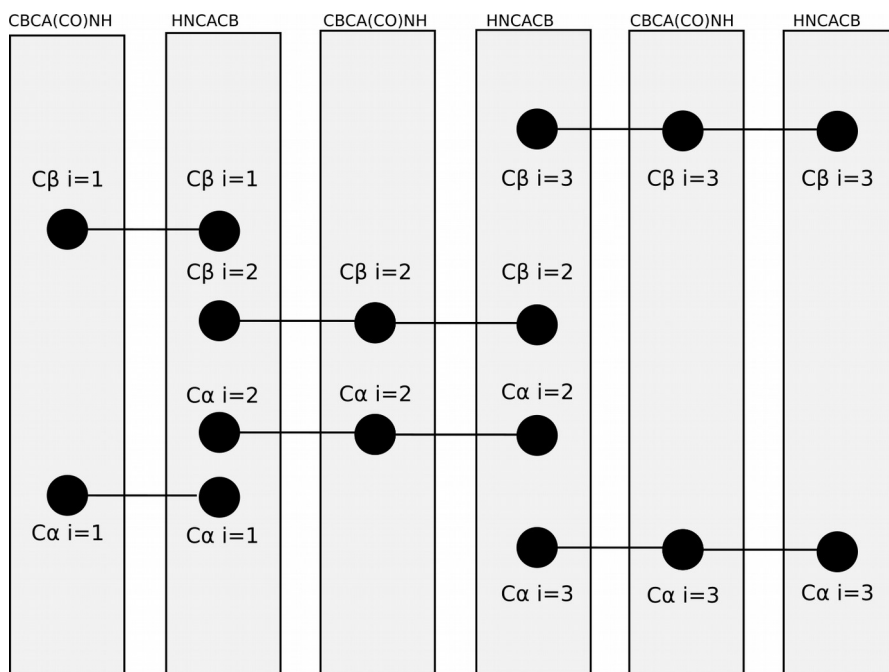 CBCA(CO)NH HNCACB CBCA(CO)NH HNCACB CBCA(CO)NH HNCACB
Cβ i=1 Cβ i=1 Cβ i=3 Cβ i=3 Cβ i=3
Cβ i=2 Cβ i=2 Cβ i=2
Cα i=2 Cα i=2 Cα i=2
Cα i=1 Cα i=1
Cα i=3 Cα i=3 Cα i=3